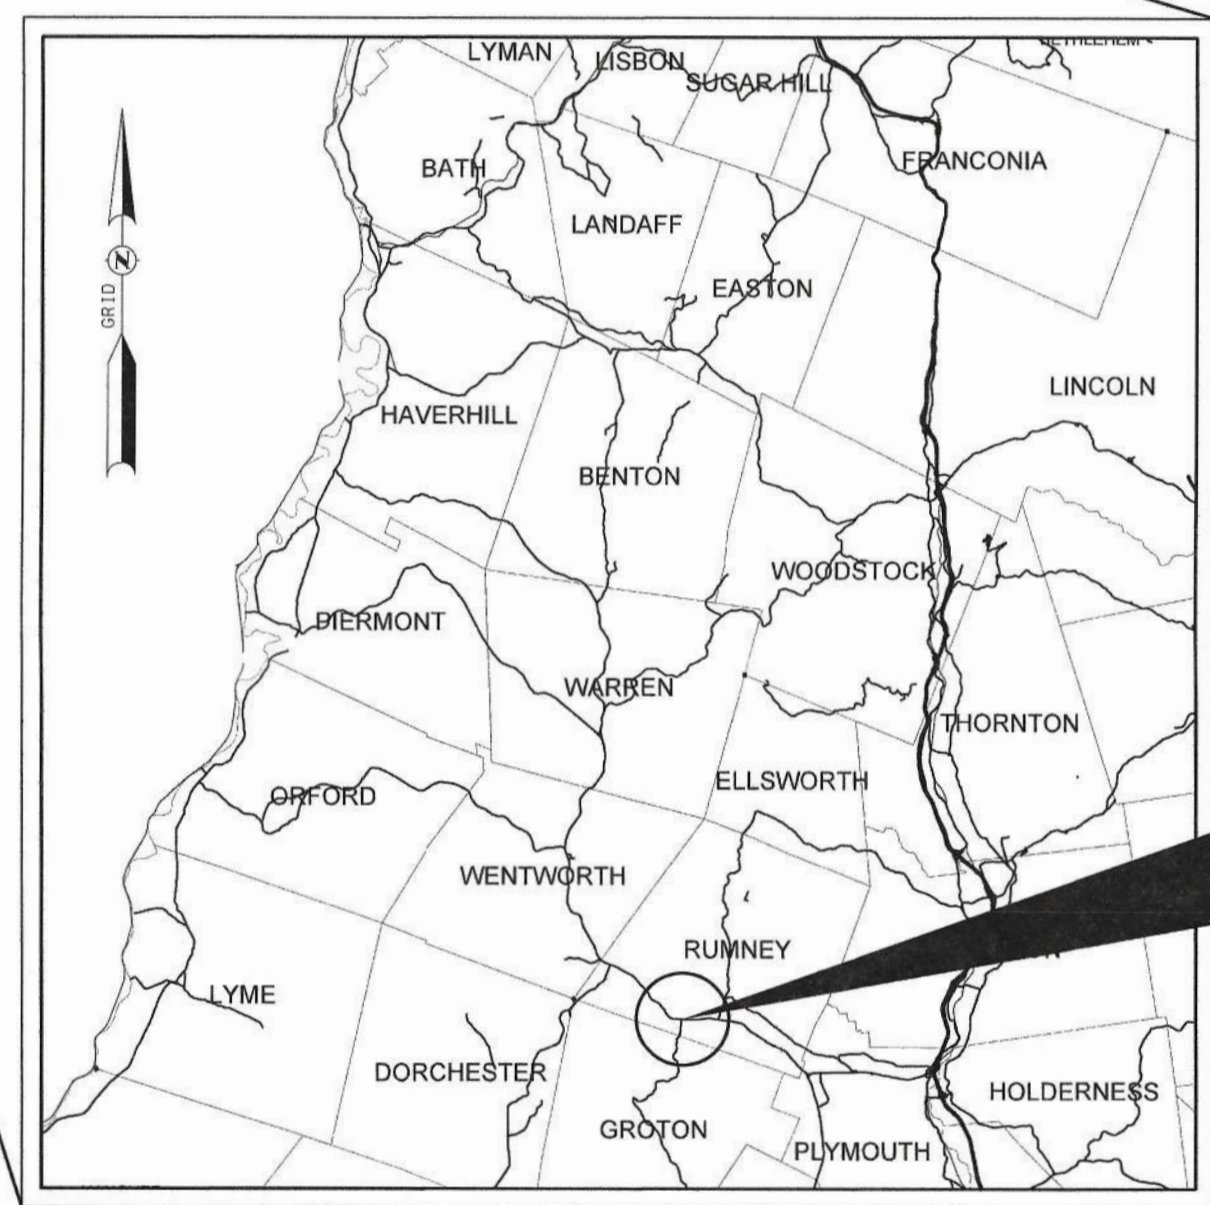 LYMAN
LISBON
SUGAR HILL
BETHLEHEM
BATH
FRANCONIA
LANDAFF
EASTON
GRID
N
LINCOLN
HAVERHILL
BENTON
WOODSTOCK
PIERMONT
WARREN
THORNTON
ELLSWORTH
ORFORD
WENTWORTH
RUMNEY
LYME
DORCHESTER
HOLDERNESS
GROTON
PLYMOUTH